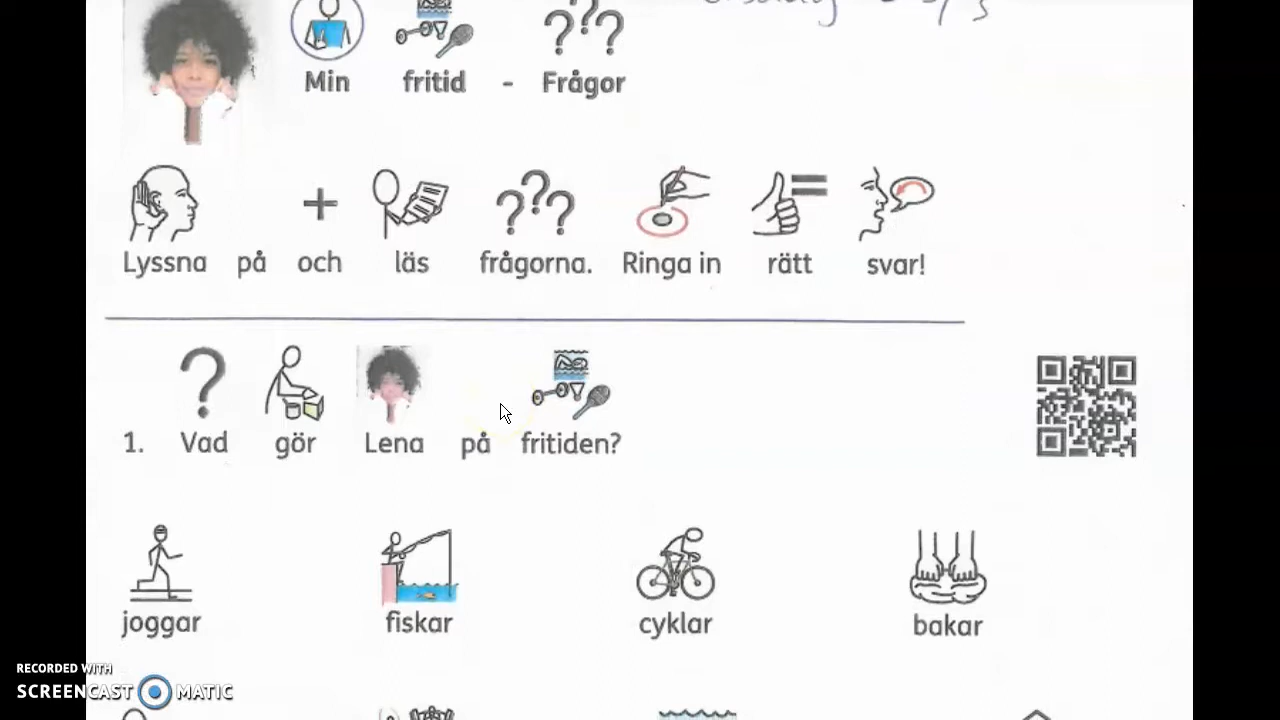 Min fritid - Frågor
Lyssna på och läs frågorna. Ringa in rätt svar!
1. Vad gör Lena på fritiden?
joggar fiskar cyklar bakar
RECORDED WITH
SCREENCAST MATIC